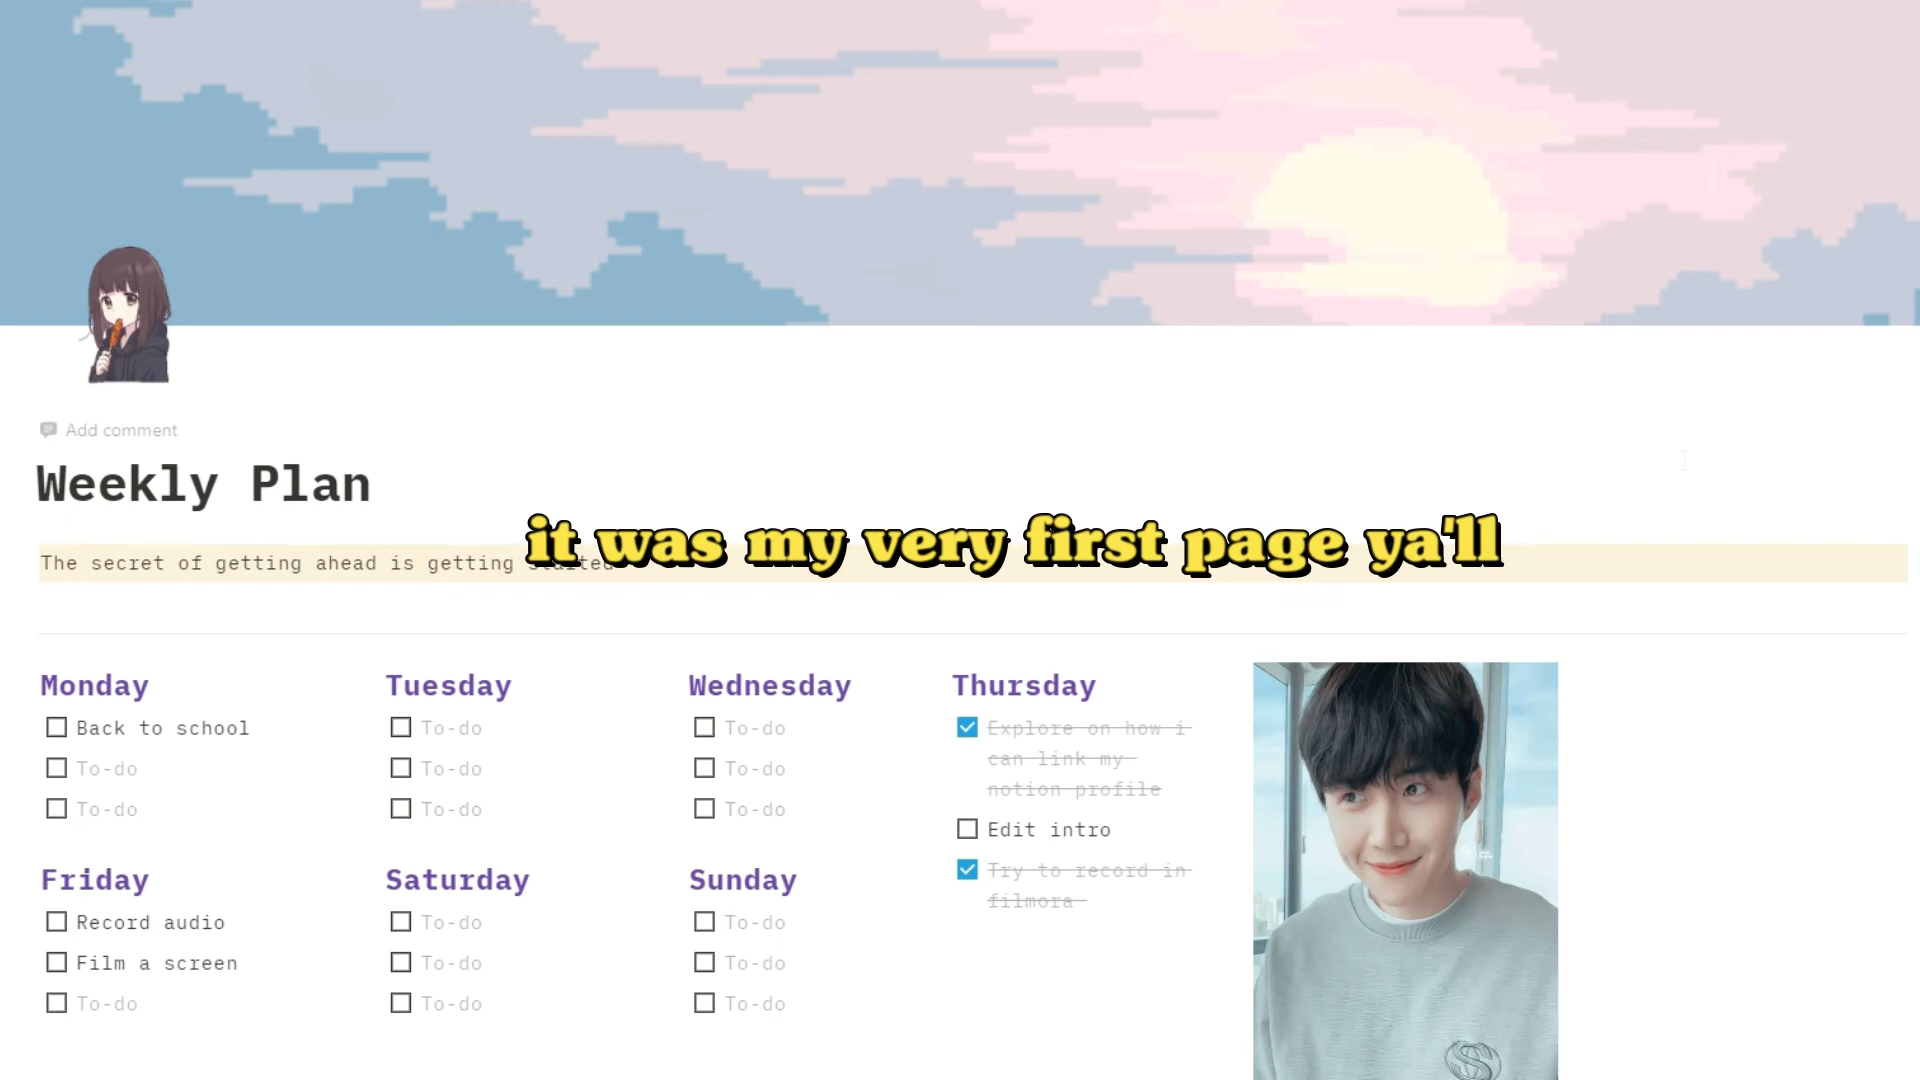 Add comment
Weekly Plan
it was my very first page ya'll
The secret of getting ahead is getting started
Monday
Back to school
To-do
To-do
Tuesday
To-do
To-do
To-do
Wednesday
To-do
To-do
To-do
Thursday
Explore on how i
can link my
notion profile
Edit intro
Try to record in
filmora
Friday
Record audio
Film a screen
To-do
Saturday
To-do
To-do
To-do
Sunday
To-do
To-do
To-do